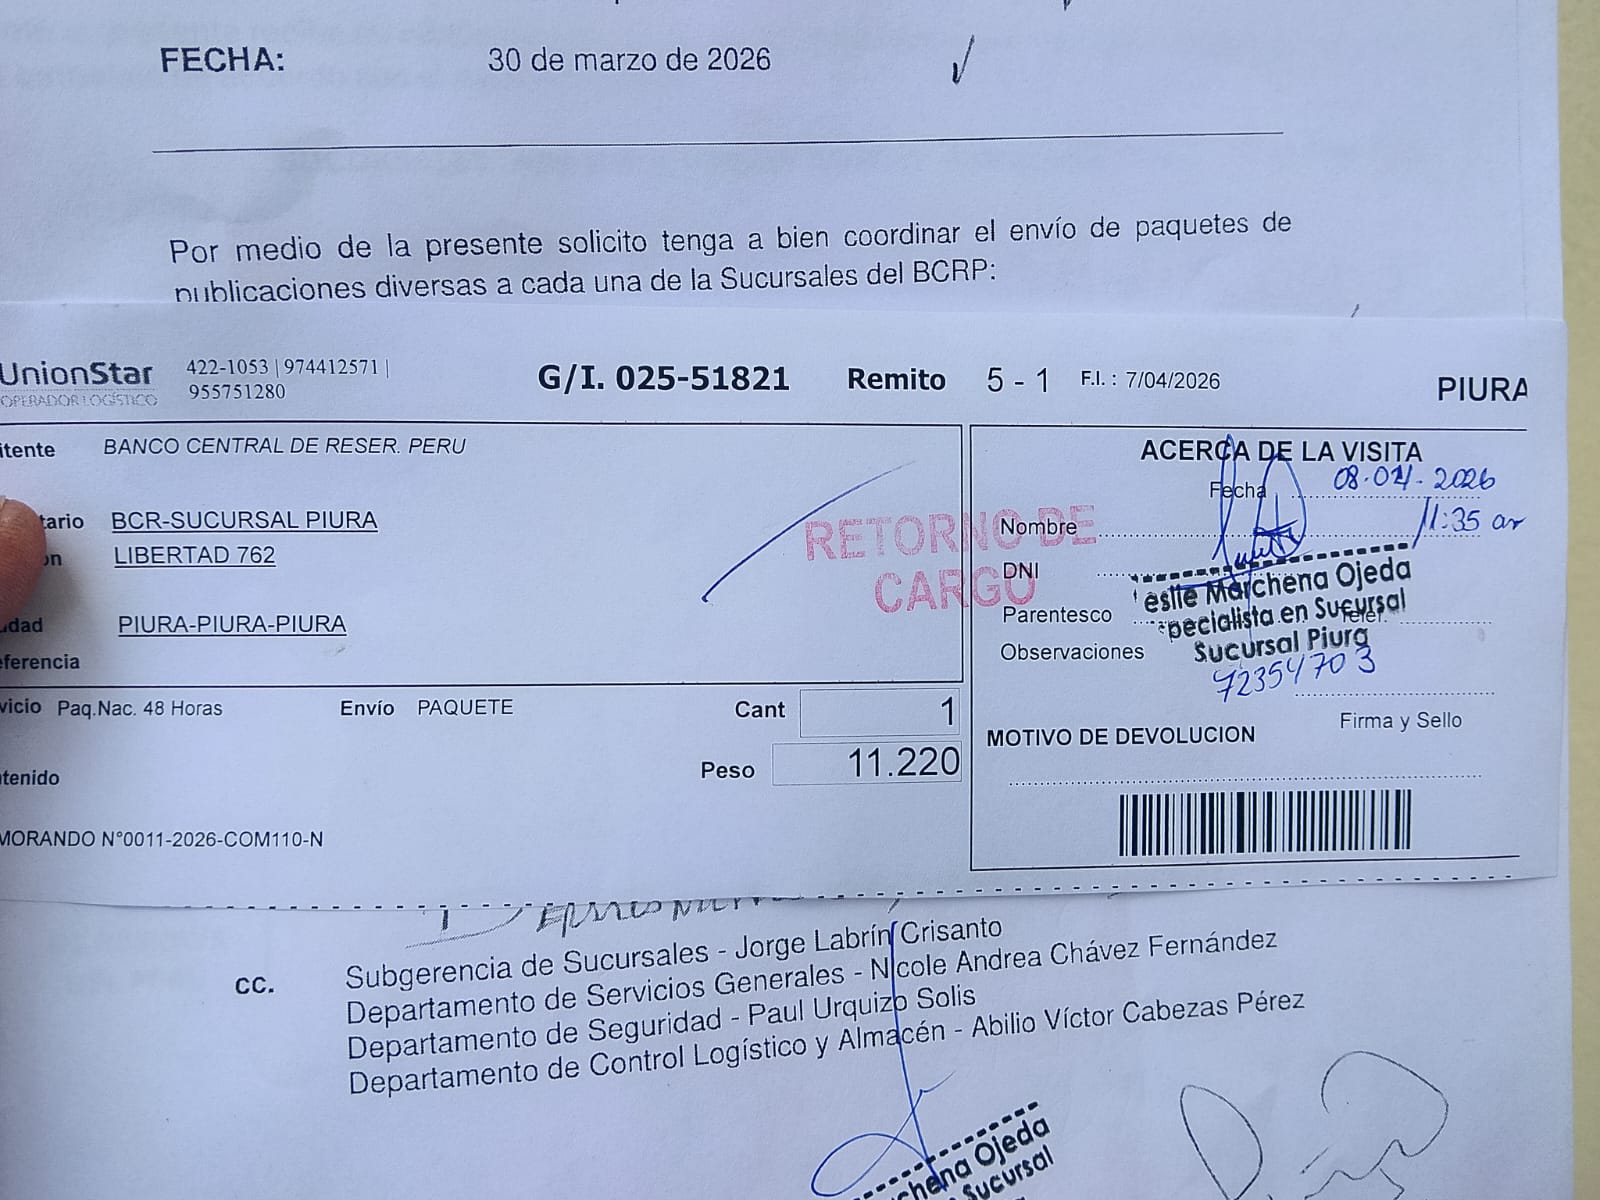 FECHA: 30 de marzo de 2026
Por medio de la presente solicito tenga a bien coordinar el envío de paquetes de
publicaciones diversas a cada una de la Sucursales del BCRP:
UnionStar
OPERADOR LOGÍSTICO
422-1053 | 974412571 |
955751280
G/I. 025-51821 Remito 5 - 1 F.I. : 7/04/2026 PIURA
itente BANCO CENTRAL DE RESER. PERU
tario BCR-SUCURSAL PIURA
ón LIBERTAD 762
udad PIURA-PIURA-PIURA
eferencia
RETORNO DE
CARGO
vicio Paq.Nac. 48 Horas Envío PAQUETE Cant 1
Peso 11.220
ntenido
MORANDO N°0011-2026-COM110-N
ACERCA DE LA VISITA
Fecha 08.04.2026
Nombre 11:35 am
DNI
Parentesco Telef.
Observaciones
eslie Marchena Ojeda
specialista en Sucursal
Sucursal Piura
72354703
Firma y Sello
MOTIVO DE DEVOLUCION
cc. Subgerencia de Sucursales - Jorge Labrín Crisanto
Departamento de Servicios Generales - Nicole Andrea Chávez Fernández
Departamento de Seguridad - Paul Urquizo Solis
Departamento de Control Logístico y Almacén - Abilio Víctor Cabezas Pérez
chena Ojeda
Sucursal